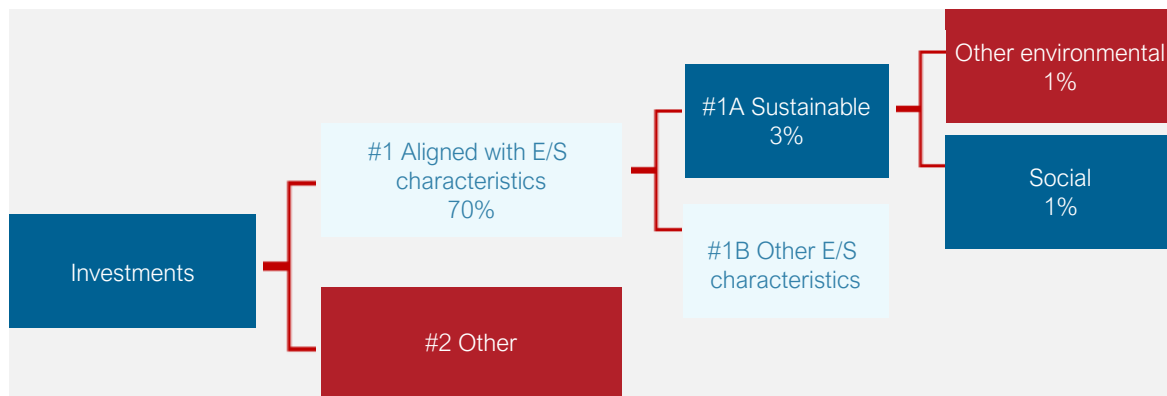 Investments
#1 Aligned with E/S
characteristics
70%
#2 Other
#1A Sustainable
3%
#1B Other E/S
characteristics
Other environmental
1%
Social
1%